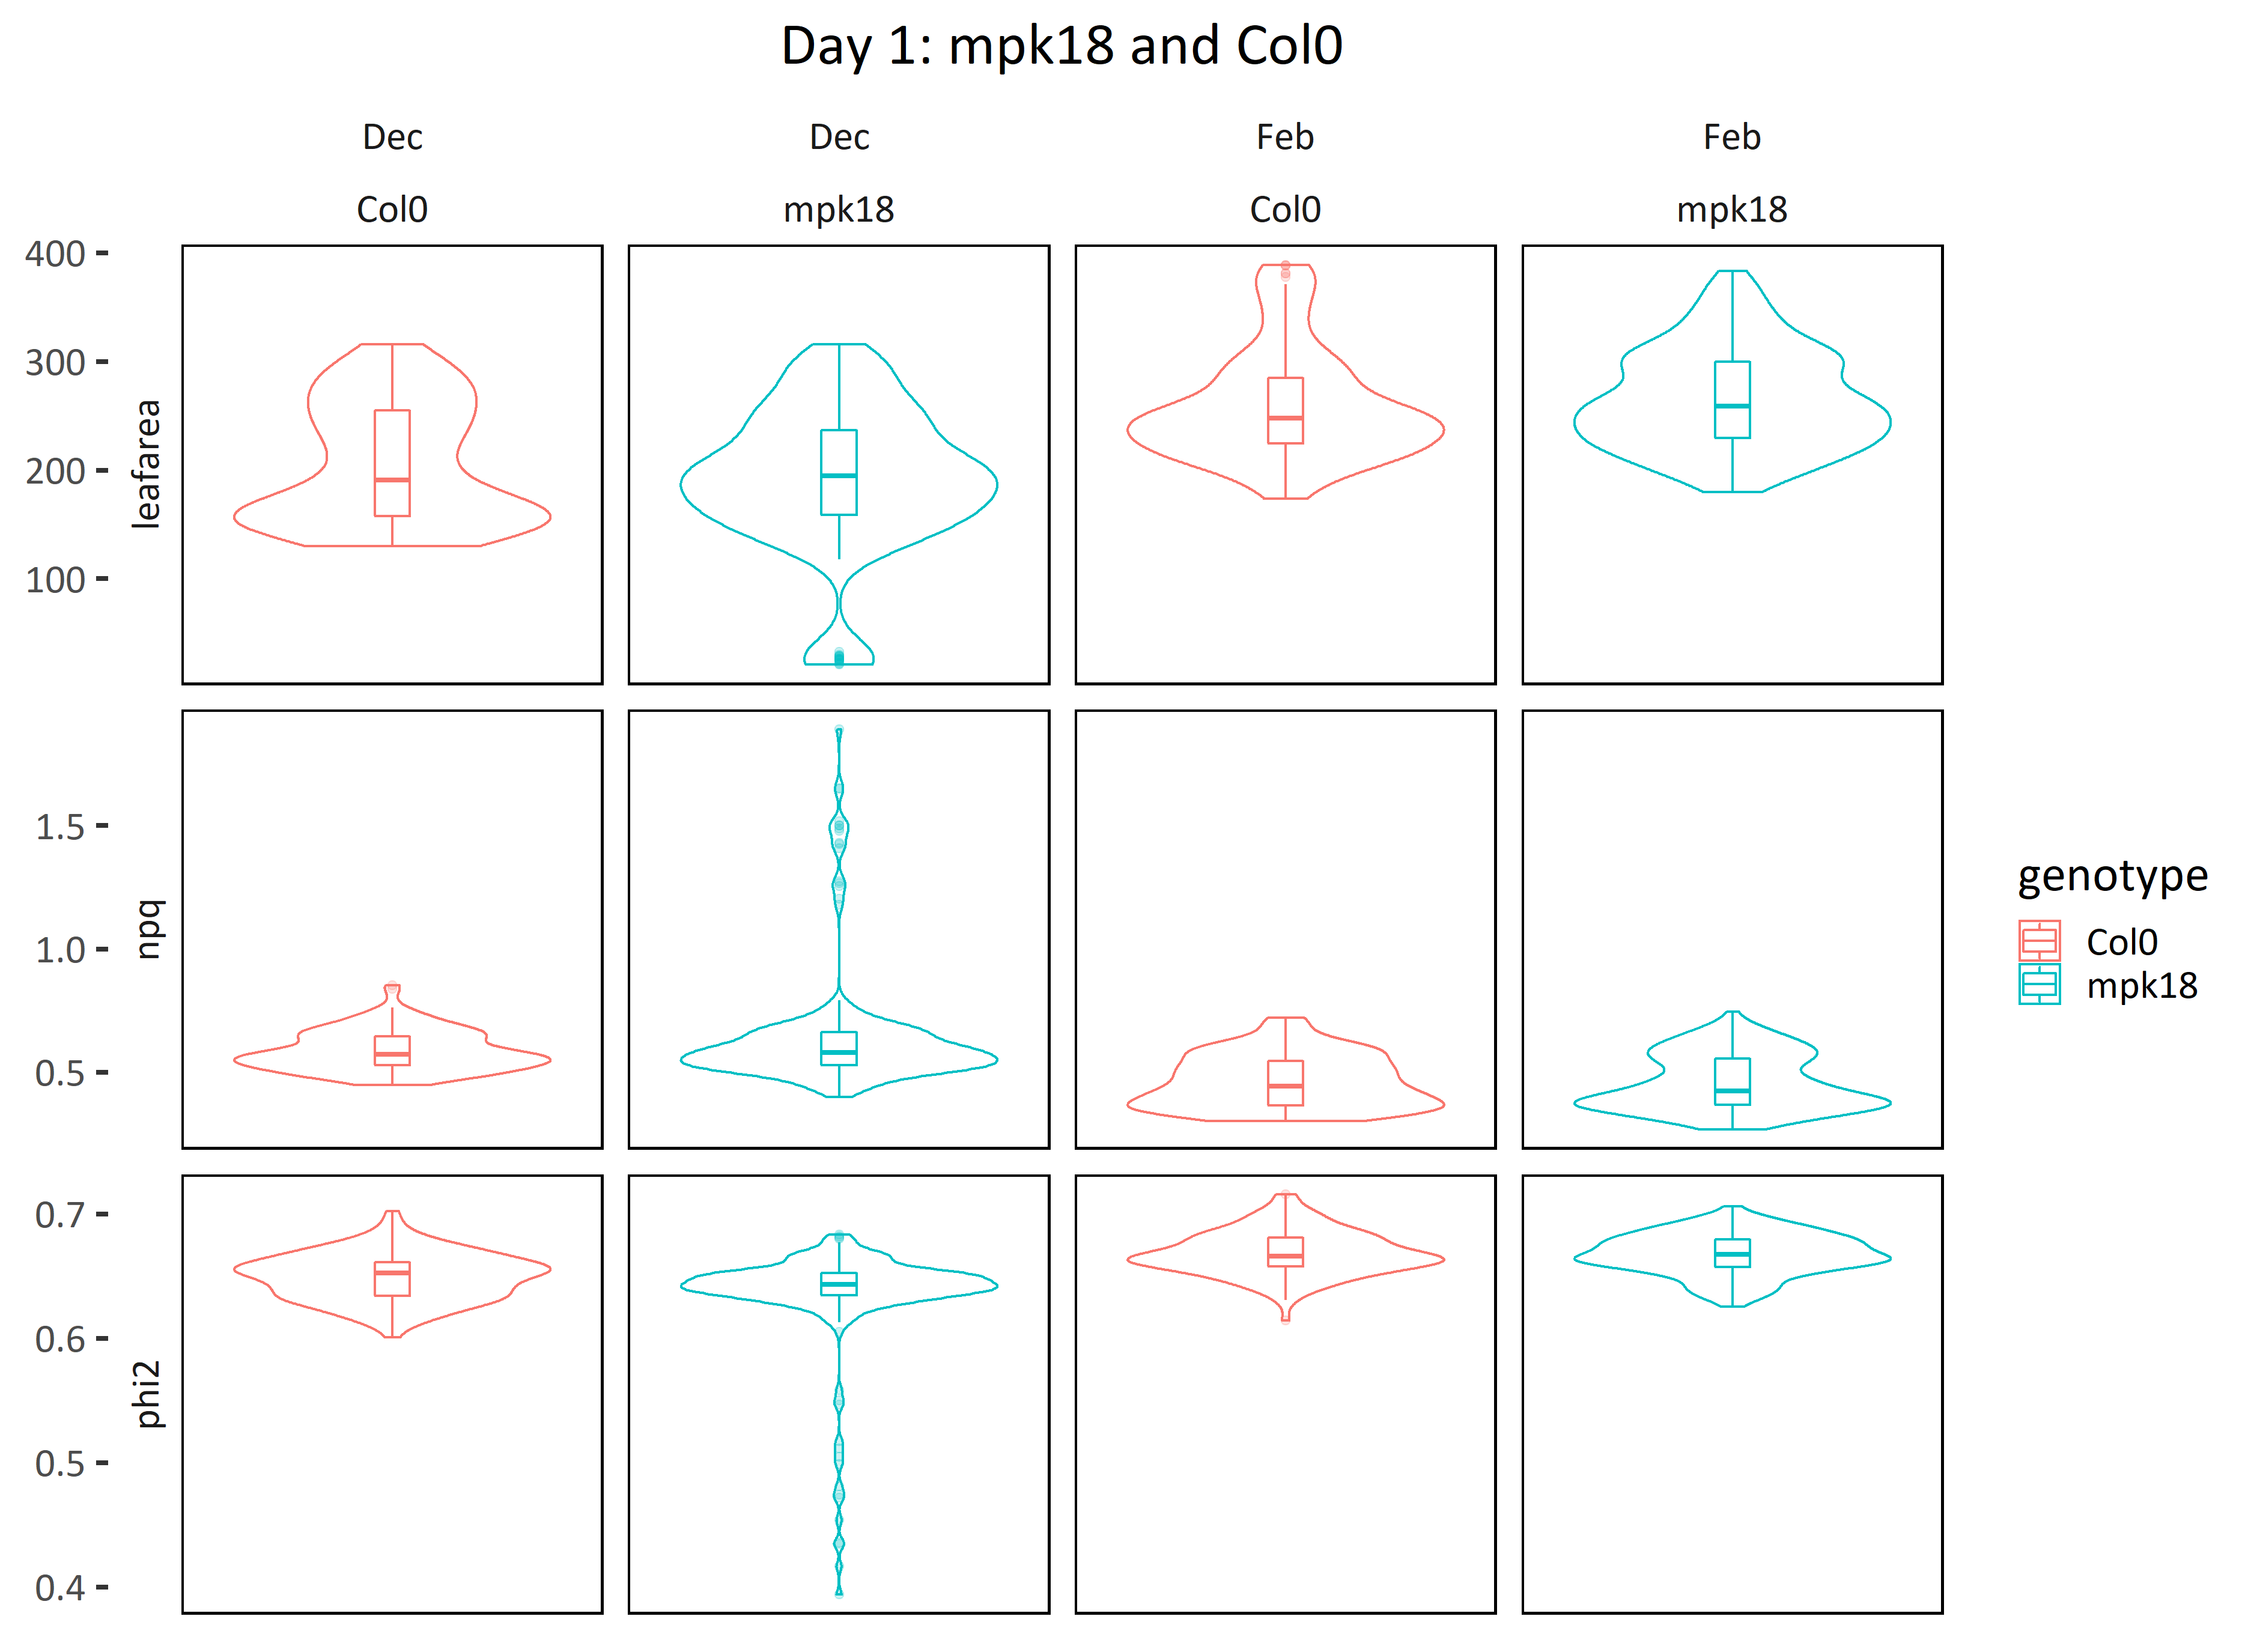 Day 1: mpk18 and Col0
Dec Dec Feb Feb
Col0 mpk18 Col0 mpk18
400
300
200
100
leafarea
1.5
1.0
0.5
npq
0.7
0.6
0.5
0.4
phi2
genotype
Col0
mpk18